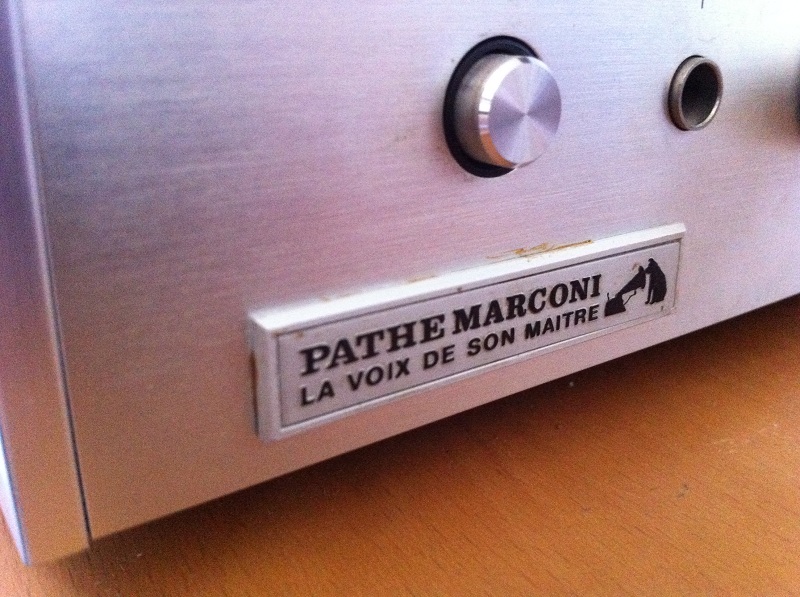 PATHE MARCONI
LA VOIX DE SON MAITRE